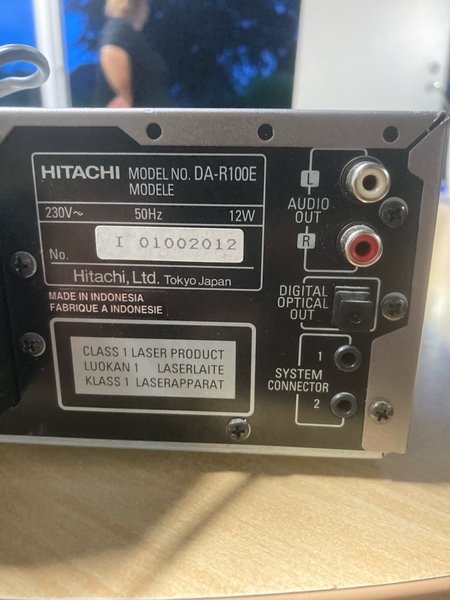 HITACHI MODEL NO. DA-R100E
MODELE
230V~ 50Hz 12W
No. I 01002012
Hitachi, Ltd. Tokyo Japan
MADE IN INDONESIA
FABRIQUE A INDONESIE
CLASS 1 LASER PRODUCT
LUOKAN 1 LASERLAITE
KLASS 1 LASERAPPARAT
L
AUDIO
OUT
R
DIGITAL
OPTICAL
OUT
1
SYSTEM
CONNECTOR
2